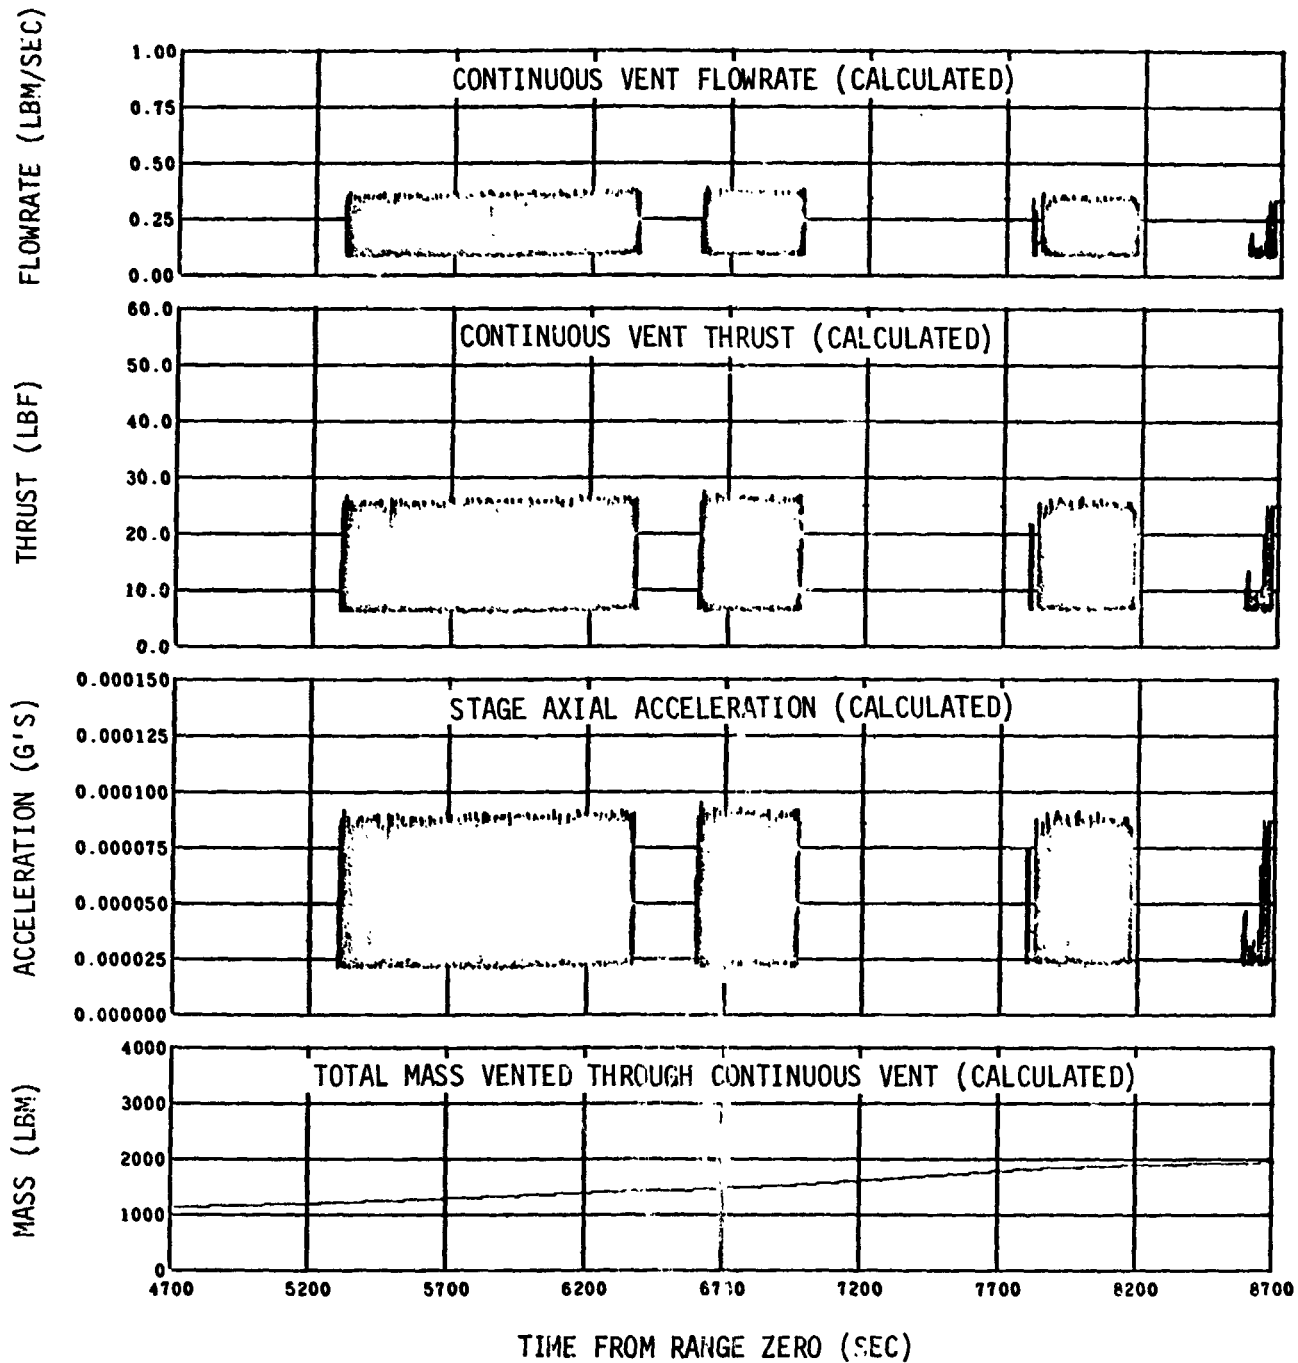 CONTINUOUS VENT FLOWRATE (CALCULATED)
FLOWRATE (LBM/SEC)
1.00
0.75
0.50
0.25
0.00
CONTINUOUS VENT THRUST (CALCULATED)
THRUST (LBF)
60.0
50.0
40.0
30.0
20.0
10.0
0.0
STAGE AXIAL ACCELERATION (CALCULATED)
ACCELERATION (G'S)
0.000150
0.000125
0.000100
0.000075
0.000050
0.000025
0.000000
TOTAL MASS VENTED THROUGH CONTINUOUS VENT (CALCULATED)
MASS (LBM)
4000
3000
2000
1000
0
4700 5200 5700 6200 6700 7200 7700 8200 8700
TIME FROM RANGE ZERO (SEC)